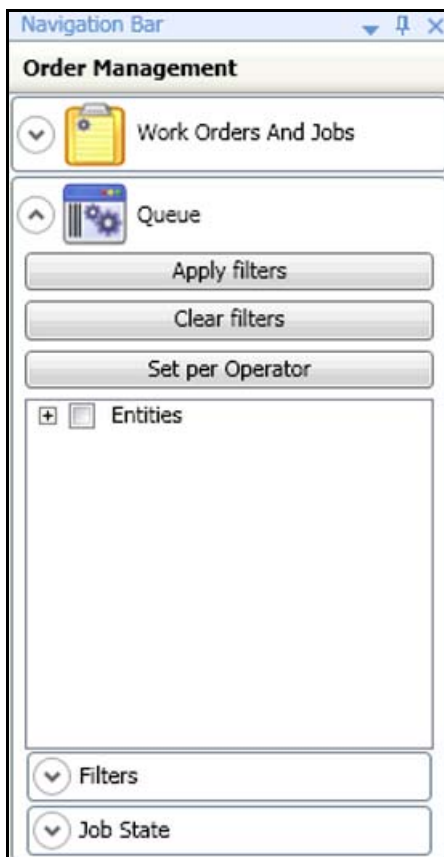 Navigation Bar
Order Management
Work Orders And Jobs
Queue
Apply filters
Clear filters
Set per Operator
Entities
Filters
Job State